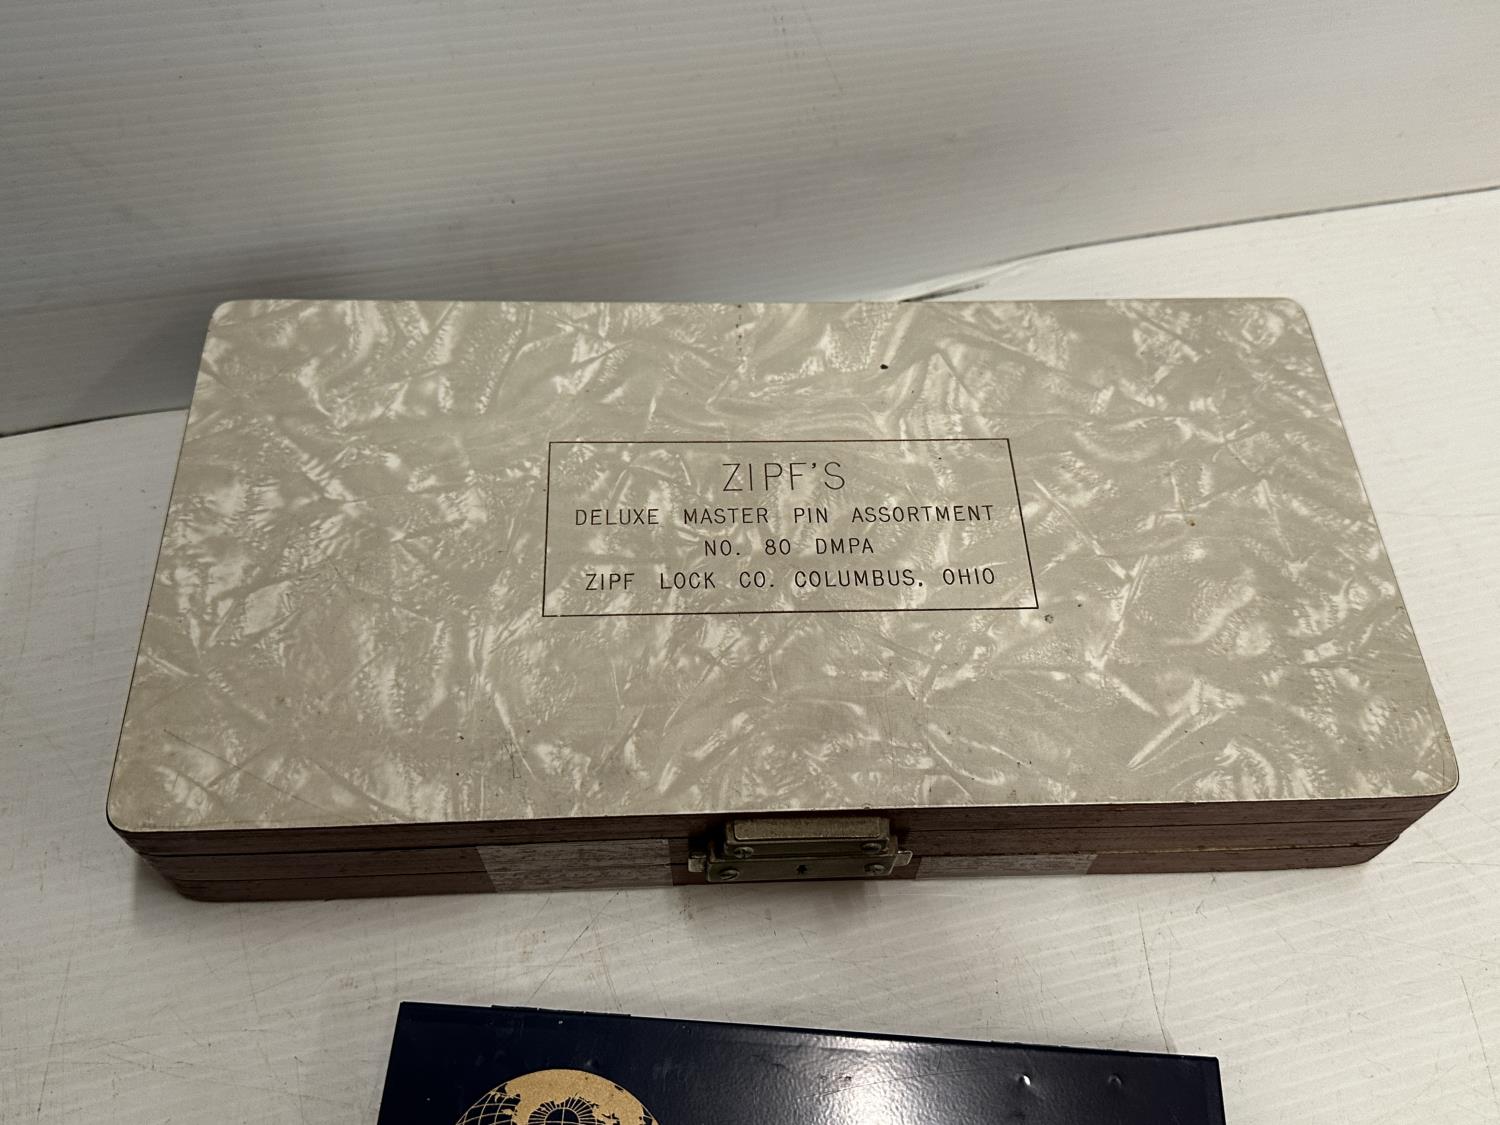 ZIPF'S
DELUXE MASTER PIN ASSORTMENT
NO. 80 DMPA
ZIPF LOCK CO. COLUMBUS, OHIO